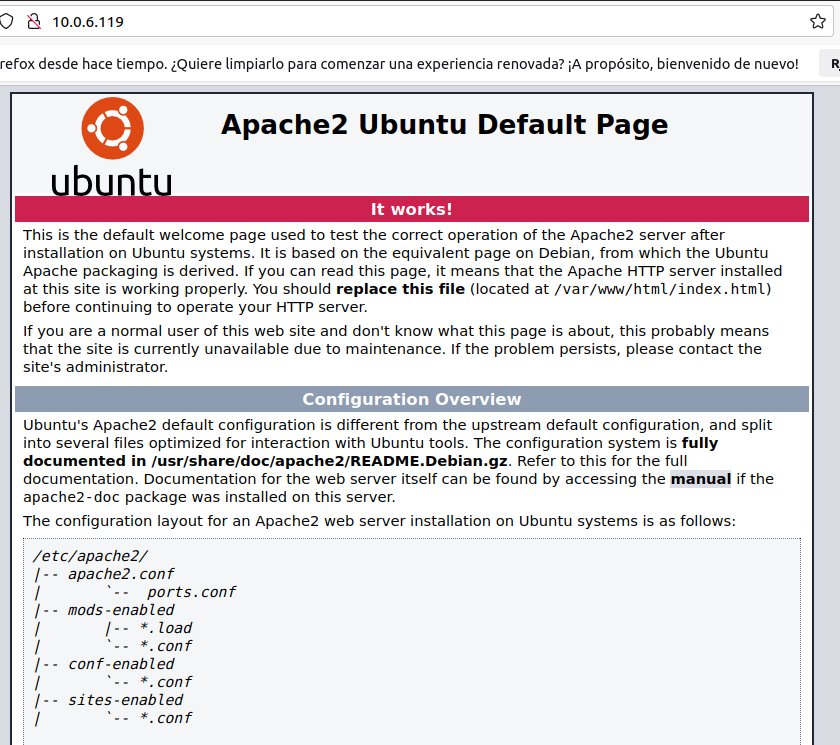 10.0.6.119
refox desde hace tiempo. ¿Quiere limpiarlo para comenzar una experiencia renovada? ¡A propósito, bienvenido de nuevo!
R
ubuntu
Apache2 Ubuntu Default Page
It works!
This is the default welcome page used to test the correct operation of the Apache2 server after
installation on Ubuntu systems. It is based on the equivalent page on Debian, from which the Ubuntu
Apache packaging is derived. If you can read this page, it means that the Apache HTTP server installed
at this site is working properly. You should replace this file (located at /var/www/html/index.html)
before continuing to operate your HTTP server.
If you are a normal user of this web site and don't know what this page is about, this probably means
that the site is currently unavailable due to maintenance. If the problem persists, please contact the
site's administrator.
Configuration Overview
Ubuntu's Apache2 default configuration is different from the upstream default configuration, and split
into several files optimized for interaction with Ubuntu tools. The configuration system is fully
documented in /usr/share/doc/apache2/README.Debian.gz. Refer to this for the full
documentation. Documentation for the web server itself can be found by accessing the manual if the
apache2-doc package was installed on this server.
The configuration layout for an Apache2 web server installation on Ubuntu systems is as follows:
/etc/apache2/
|-- apache2.conf
|       `--  ports.conf
|-- mods-enabled
|       |-- *.load
|       `-- *.conf
|-- conf-enabled
|       `-- *.conf
|-- sites-enabled
|       `-- *.conf